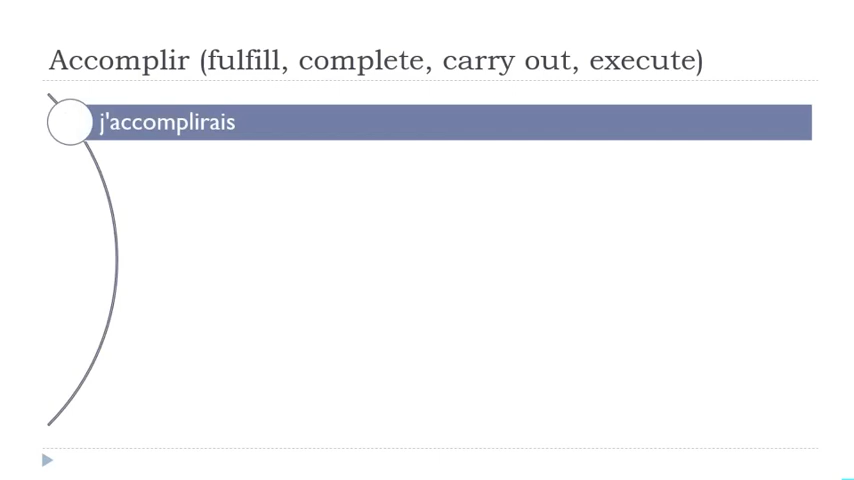 Accomplir (fulfill, complete, carry out, execute)
j'accomplirais